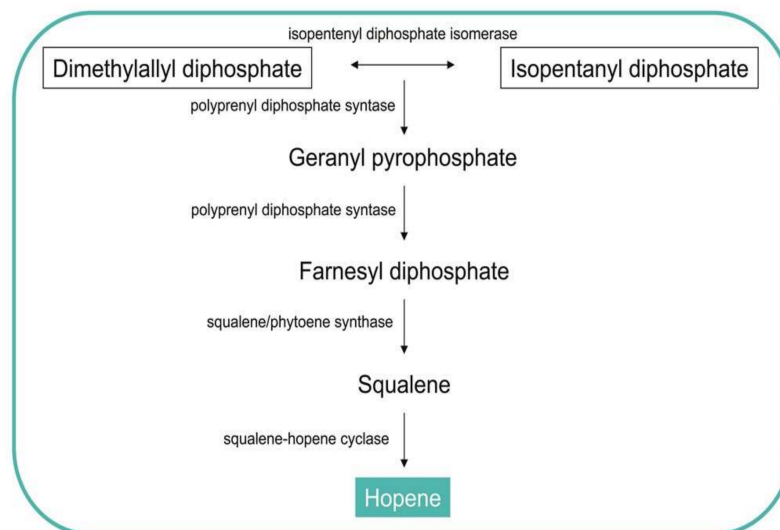 isopentenyl diphosphate isomerase
Dimethylallyl diphosphate
Isopentanyl diphosphate
polyprenyl diphosphate syntase
Geranyl pyrophosphate
polyprenyl diphosphate syntase
Farnesyl diphosphate
squalene/phytoene synthase
Squalene
squalene-hopene cyclase
Hopene